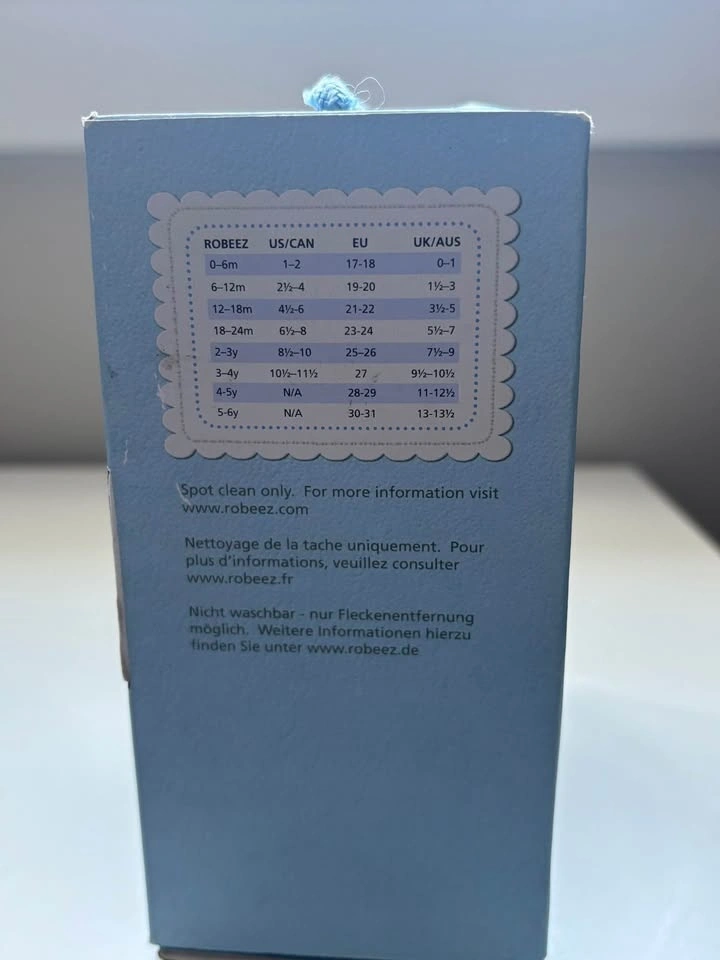 ROBEEZ US/CAN EU UK/AUS
0–6m 1–2 17-18 0–1
6–12m 2½–4 19-20 1½–3
12–18m 4½-6 21-22 3½-5
18–24m 6½–8 23-24 5½–7
2–3y 8½–10 25–26 7½–9
3–4y 10½–11½ 27 9½–10½
4-5y N/A 28-29 11-12½
5-6y N/A 30-31 13-13½
Spot clean only. For more information visit
www.robeez.com
Nettoyage de la tache uniquement. Pour
plus d'informations, veuillez consulter
www.robeez.fr
Nicht waschbar - nur Fleckenentfernung
möglich. Weitere Informationen hierzu
finden Sie unter www.robeez.de